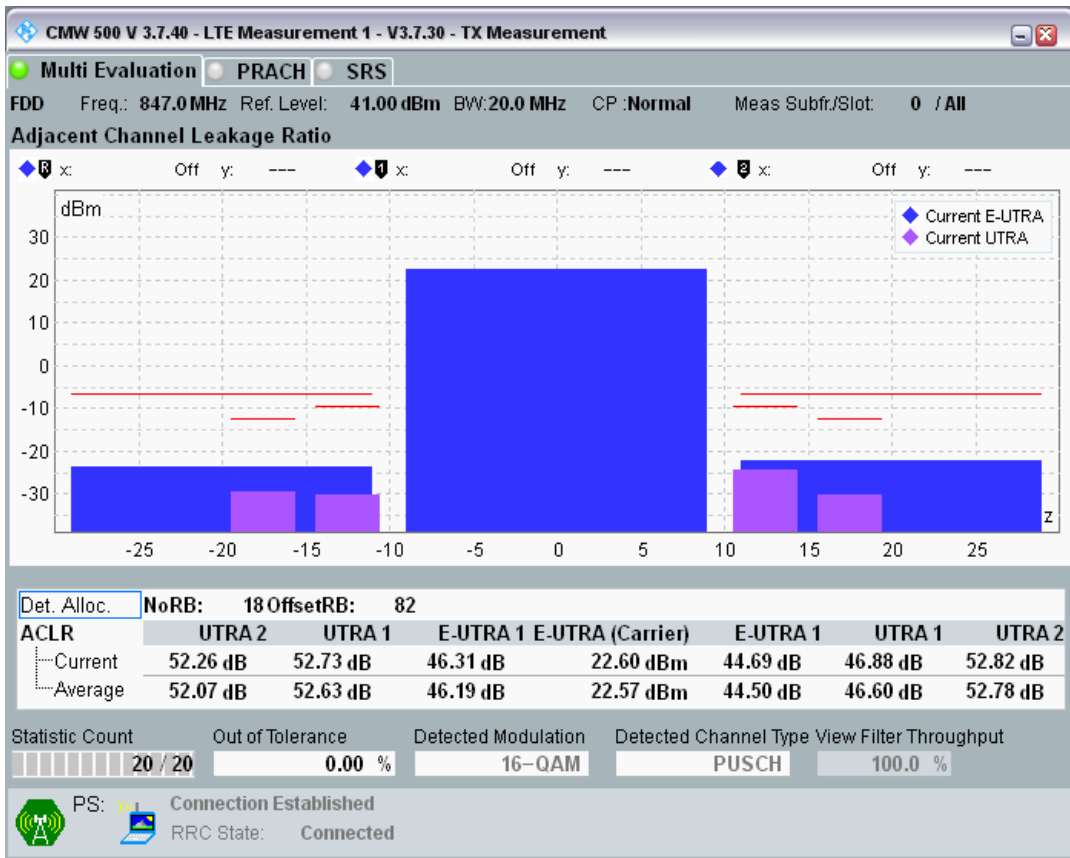 CMW 500 V 3.7.40 - LTE Measurement 1 - V3.7.30 - TX Measurement
Multi Evaluation PRACH SRS
FDD Freq.: 847.0 MHz Ref. Level: 41.00 dBm BW: 20.0 MHz CP : Normal Meas Subfr./Slot: 0 / All
Adjacent Channel Leakage Ratio
R x: Off y: --- 1 x: Off y: --- 2 x: Off y: ---
dBm
Current E-UTRA
Current UTRA
30
20
10
0
-10
-20
-30
z
-25 -20 -15 -10 -5 0 5 10 15 20 25
Det. Alloc. NoRB: 18 OffsetRB: 82
ACLR UTRA 2 UTRA 1 E-UTRA 1 E-UTRA (Carrier) E-UTRA 1 UTRA 1 UTRA 2
Current 52.26 dB 52.73 dB 46.31 dB 22.60 dBm 44.69 dB 46.88 dB 52.82 dB
Average 52.07 dB 52.63 dB 46.19 dB 22.57 dBm 44.50 dB 46.60 dB 52.78 dB
Statistic Count Out of Tolerance Detected Modulation Detected Channel Type View Filter Throughput
20 / 20 0.00 % 16-QAM PUSCH 100.0 %
PS: Connection Established
RRC State: Connected